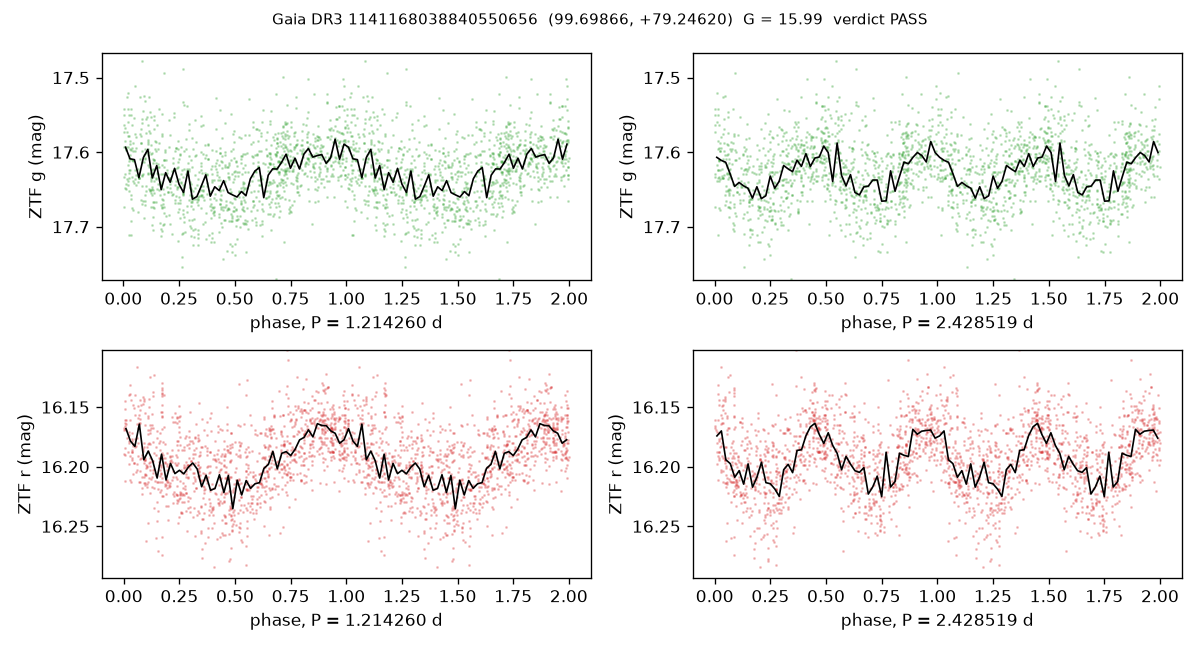 Gaia DR3 1141168038840550656 (99.69866, +79.24620) G = 15.99 verdict PASS
ZTF g (mag)
17.5
17.6
17.7
0.00 0.25 0.50 0.75 1.00 1.25 1.50 1.75 2.00
phase, P = 1.214260 d
ZTF g (mag)
17.5
17.6
17.7
0.00 0.25 0.50 0.75 1.00 1.25 1.50 1.75 2.00
phase, P = 2.428519 d
ZTF r (mag)
16.15
16.20
16.25
0.00 0.25 0.50 0.75 1.00 1.25 1.50 1.75 2.00
phase, P = 1.214260 d
ZTF r (mag)
16.15
16.20
16.25
0.00 0.25 0.50 0.75 1.00 1.25 1.50 1.75 2.00
phase, P = 2.428519 d